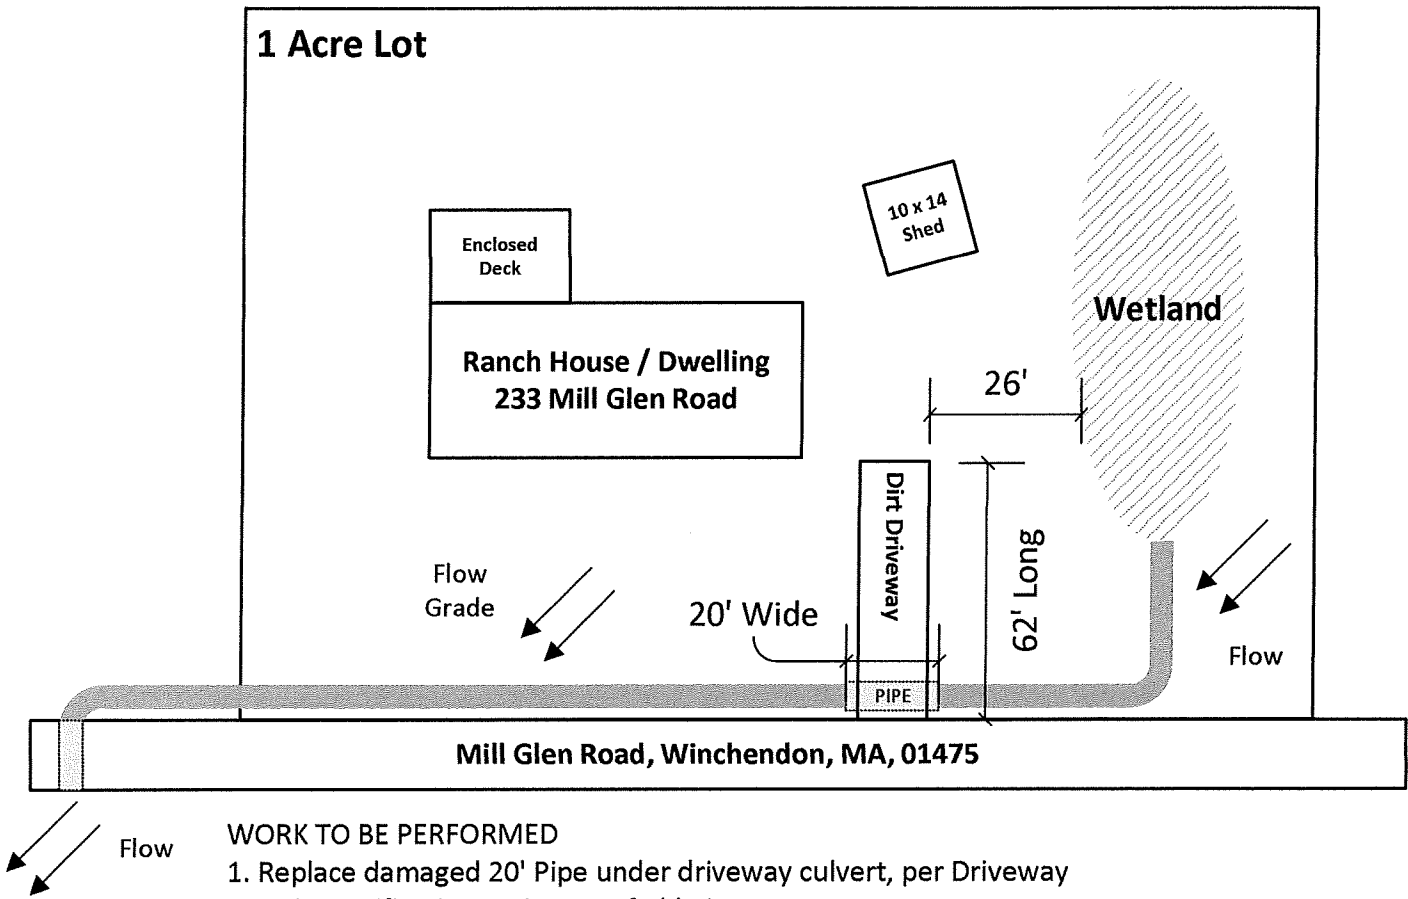 1 Acre Lot
10 x 14
Shed
Enclosed
Deck
Wetland
Ranch House / Dwelling
233 Mill Glen Road
26'
Dirt Driveway
62' Long
Flow
Grade
20' Wide
Flow
PIPE
Mill Glen Road, Winchendon, MA, 01475
Flow
WORK TO BE PERFORMED
1. Replace damaged 20' Pipe under driveway culvert, per Driveway